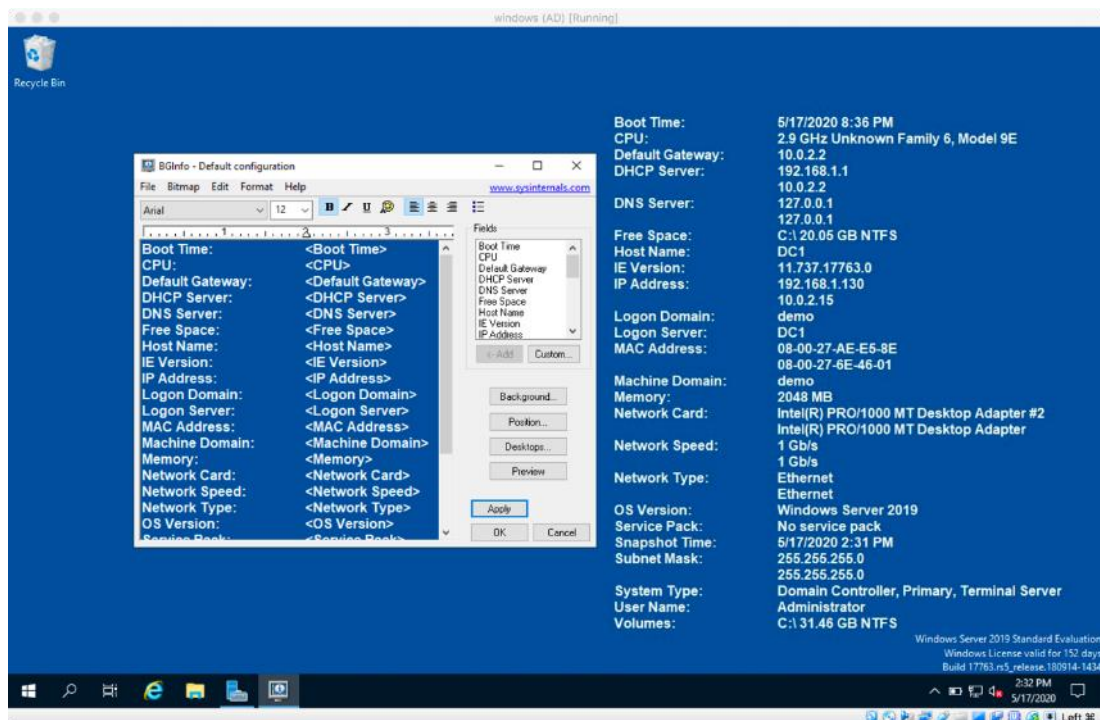 windows (AD) [Running]
Recycle Bin
BGInfo - Default configuration
File Bitmap Edit Format Help
www.sysinternals.com
Arial 12 B I U
1 2 3
Boot Time: <Boot Time>
CPU: <CPU>
Default Gateway: <Default Gateway>
DHCP Server: <DHCP Server>
DNS Server: <DNS Server>
Free Space: <Free Space>
Host Name: <Host Name>
IE Version: <IE Version>
IP Address: <IP Address>
Logon Domain: <Logon Domain>
Logon Server: <Logon Server>
MAC Address: <MAC Address>
Machine Domain: <Machine Domain>
Memory: <Memory>
Network Card: <Network Card>
Network Speed: <Network Speed>
Network Type: <Network Type>
OS Version: <OS Version>
Service Pack: <Service Pack>
Fields
Boot Time
CPU
Default Gateway
DHCP Server
DNS Server
Free Space
Host Name
IE Version
IP Address
<- Add Custom...
Background...
Position...
Desktops...
Preview
Apply
OK Cancel
Boot Time: 5/17/2020 8:36 PM
CPU: 2.9 GHz Unknown Family 6, Model 9E
Default Gateway: 10.0.2.2
DHCP Server: 192.168.1.1
10.0.2.2
DNS Server: 127.0.0.1
127.0.0.1
Free Space: C:\ 20.05 GB NTFS
Host Name: DC1
IE Version: 11.737.17763.0
IP Address: 192.168.1.130
10.0.2.15
Logon Domain: demo
Logon Server: DC1
MAC Address: 08-00-27-AE-E5-8E
08-00-27-6E-46-01
Machine Domain: demo
Memory: 2048 MB
Network Card: Intel(R) PRO/1000 MT Desktop Adapter #2
Intel(R) PRO/1000 MT Desktop Adapter
Network Speed: 1 Gb/s
1 Gb/s
Network Type: Ethernet
Ethernet
OS Version: Windows Server 2019
Service Pack: No service pack
Snapshot Time: 5/17/2020 2:31 PM
Subnet Mask: 255.255.255.0
255.255.255.0
System Type: Domain Controller, Primary, Terminal Server
User Name: Administrator
Volumes: C:\ 31.46 GB NTFS
Windows Server 2019 Standard Evaluation
Windows License valid for 152 days
Build 17763.rs5_release.180914-1434
2:32 PM
5/17/2020
Left ⌘